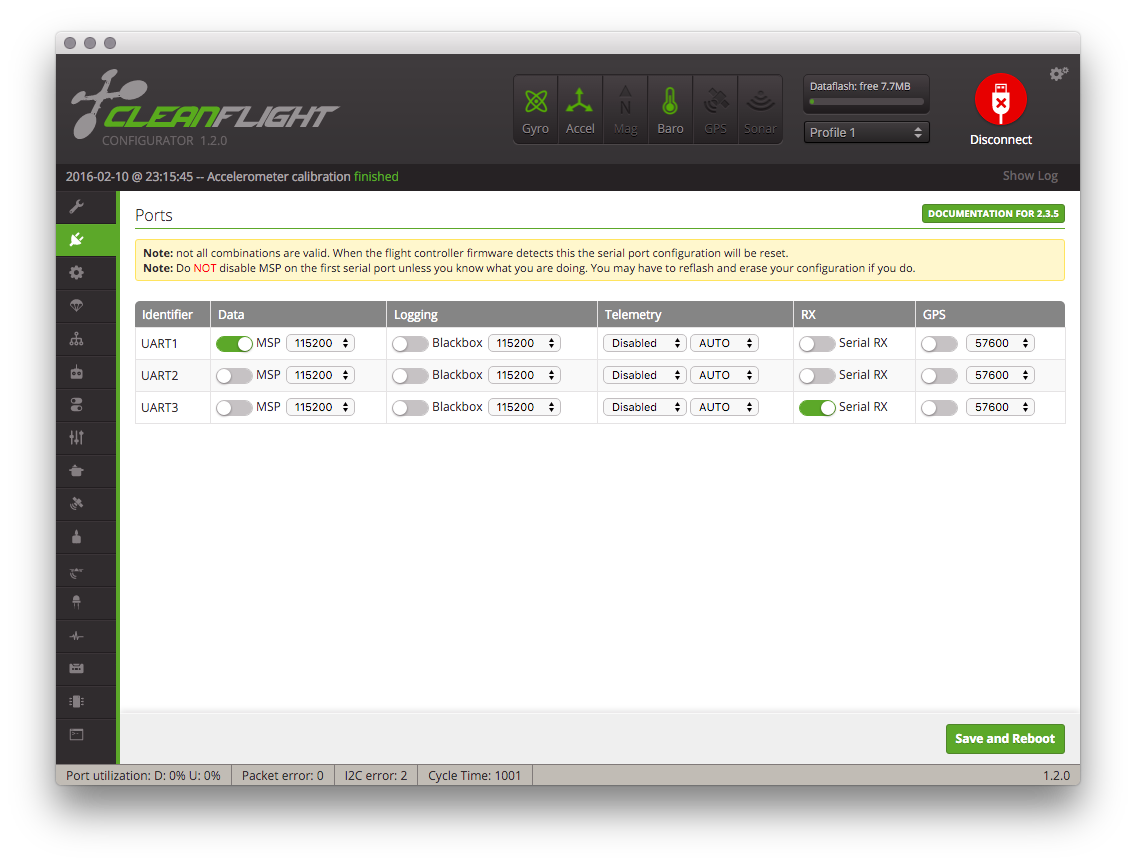 CLEANFLIGHT
CONFIGURATOR 1.2.0
Gyro Accel Mag Baro GPS Sonar
N
Dataflash: free 7.7MB
Profile 1
Disconnect
2016-02-10 @ 23:15:45 -- Accelerometer calibration finished
Show Log
Ports
DOCUMENTATION FOR 2.3.5
Note: not all combinations are valid. When the flight controller firmware detects this the serial port configuration will be reset.
Note: Do NOT disable MSP on the first serial port unless you know what you are doing. You may have to reflash and erase your configuration if you do.
Identifier Data Logging Telemetry RX GPS
UART1 MSP 115200 Blackbox 115200 Disabled AUTO Serial RX 57600
UART2 MSP 115200 Blackbox 115200 Disabled AUTO Serial RX 57600
UART3 MSP 115200 Blackbox 115200 Disabled AUTO Serial RX 57600
Save and Reboot
Port utilization: D: 0% U: 0% Packet error: 0 I2C error: 2 Cycle Time: 1001 1.2.0